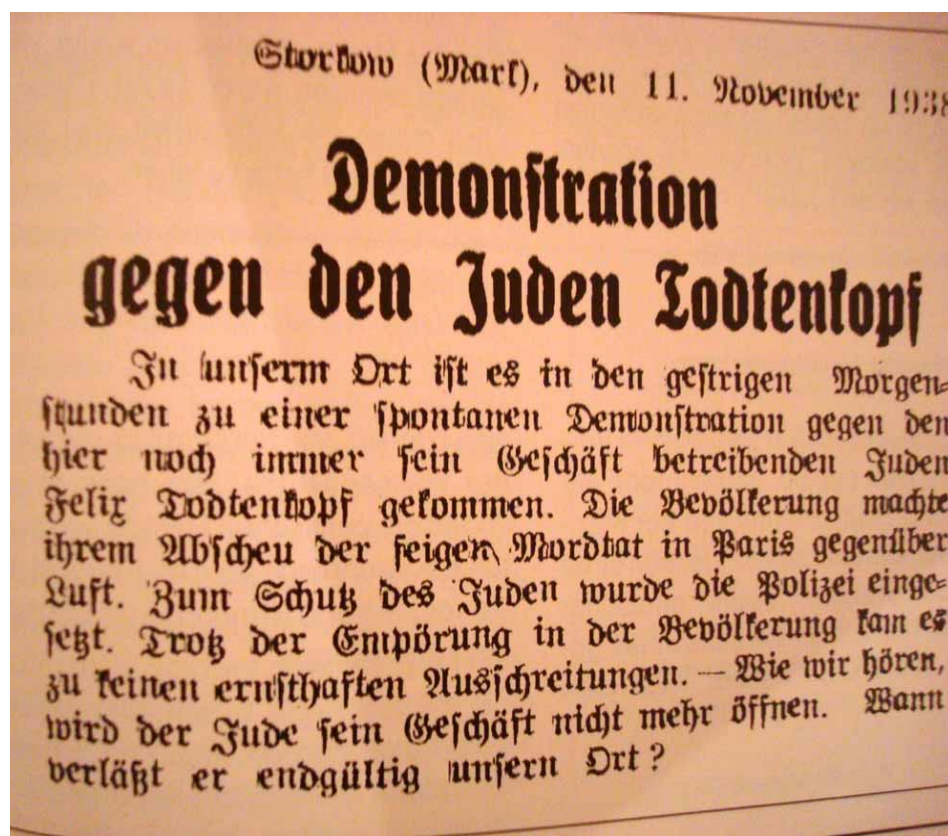 Storkow (Mark), den 11. November 1938
Demonstration
gegen den Juden Todtenkopf
In unserm Ort ist es in den gestrigen Morgen-
stunden zu einer spontanen Demonstration gegen den
hier noch immer sein Geschäft betreibenden Juden
Felix Todtenkopf gekommen. Die Bevölkerung machte
ihrem Abscheu der feigen Mordtat in Paris gegenüber
Luft. Zum Schutz des Juden wurde die Polizei einge-
setzt. Trotz der Empörung in der Bevölkerung kam es
zu keinen ernsthaften Ausschreitungen. — Wie wir hören,
wird der Jude sein Geschäft nicht mehr öffnen. Wann
verläßt er endgültig unsern Ort?